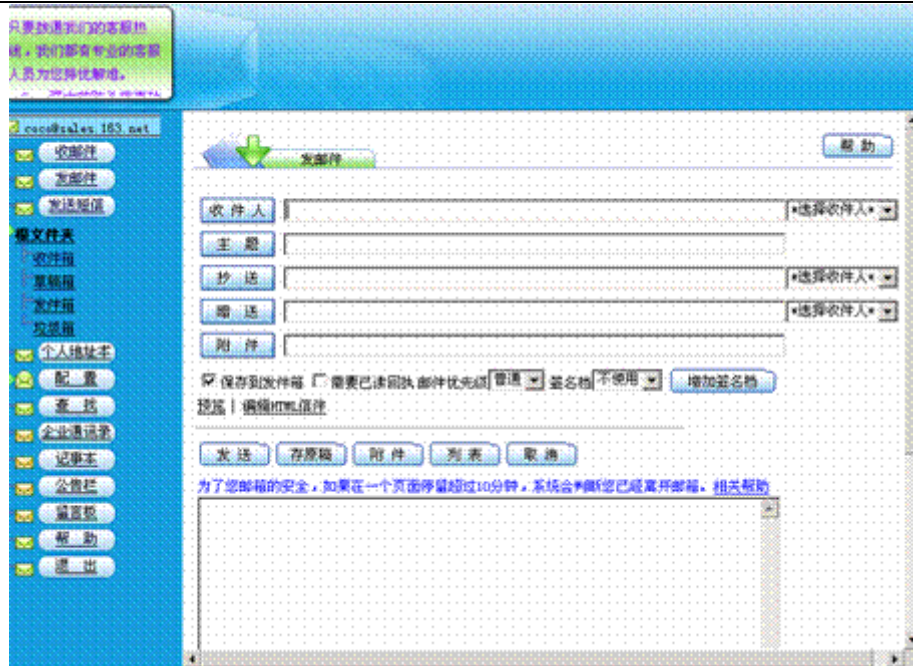 只要拨通我们的客服热
线，我们都有专业的客服
人员为您排忧解难。
coco@sales.163.net
收邮件
发邮件
发送短信
根文件夹
收件箱
草稿箱
发件箱
垃圾箱
个人地址本
配 置
查 找
企业通讯录
记事本
公告栏
留言板
帮 助
退 出
发邮件
帮 助
收 件 人 *选择收件人*
主 题
抄 送 *选择收件人*
暗 送 *选择收件人*
附 件
保存到发件箱 需要已读回执 邮件优先级 普通 签名档 不使用 增加签名档
预览 | 编辑HTML信件
发 送 存原稿 附 件 列 表 取 消
为了您邮箱的安全，如果在一个页面停留超过10分钟，系统会判断您已经离开邮箱。相关帮助